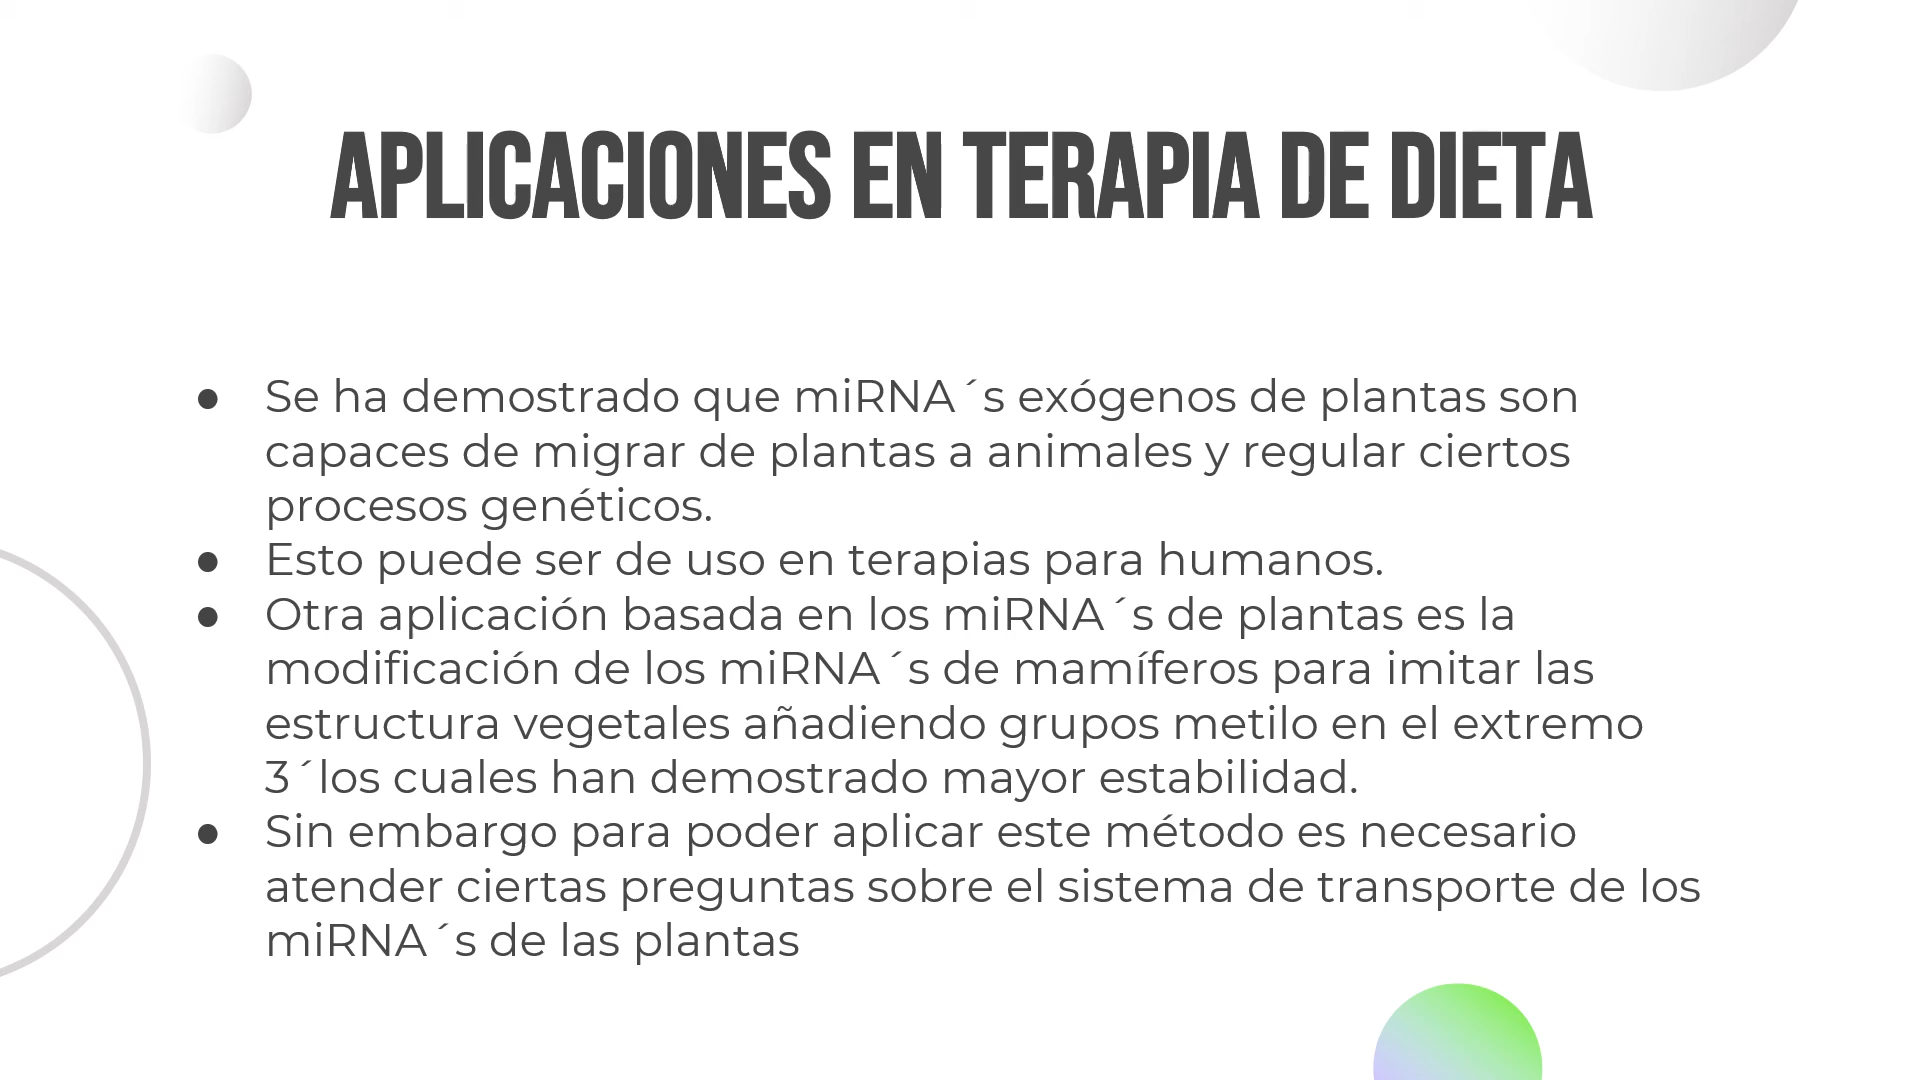 APLICACIONES EN TERAPIA DE DIETA
● Se ha demostrado que miRNA´s exógenos de plantas son
capaces de migrar de plantas a animales y regular ciertos
procesos genéticos.
● Esto puede ser de uso en terapias para humanos.
● Otra aplicación basada en los miRNA´s de plantas es la
modificación de los miRNA´s de mamíferos para imitar las
estructura vegetales añadiendo grupos metilo en el extremo
3´los cuales han demostrado mayor estabilidad.
● Sin embargo para poder aplicar este método es necesario
atender ciertas preguntas sobre el sistema de transporte de los
miRNA´s de las plantas